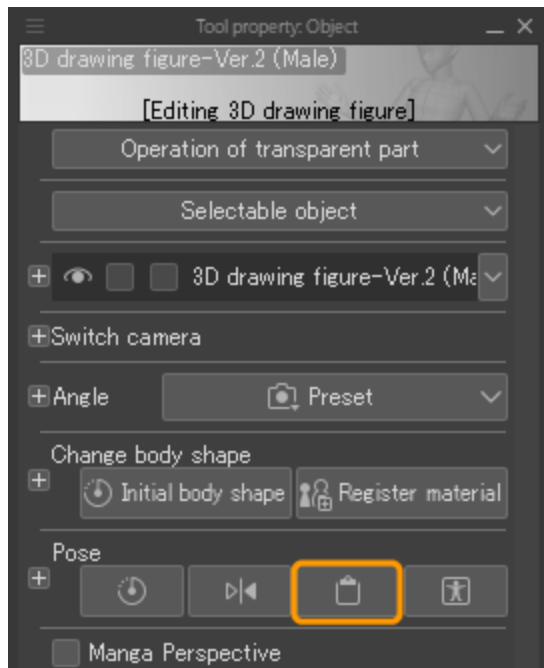 Tool property: Object
3D drawing figure-Ver.2 (Male)
[Editing 3D drawing figure]
Operation of transparent part
Selectable object
3D drawing figure-Ver.2 (Ma
Switch camera
Angle
Preset
Change body shape
Initial body shape
Register material
Pose
Manga Perspective